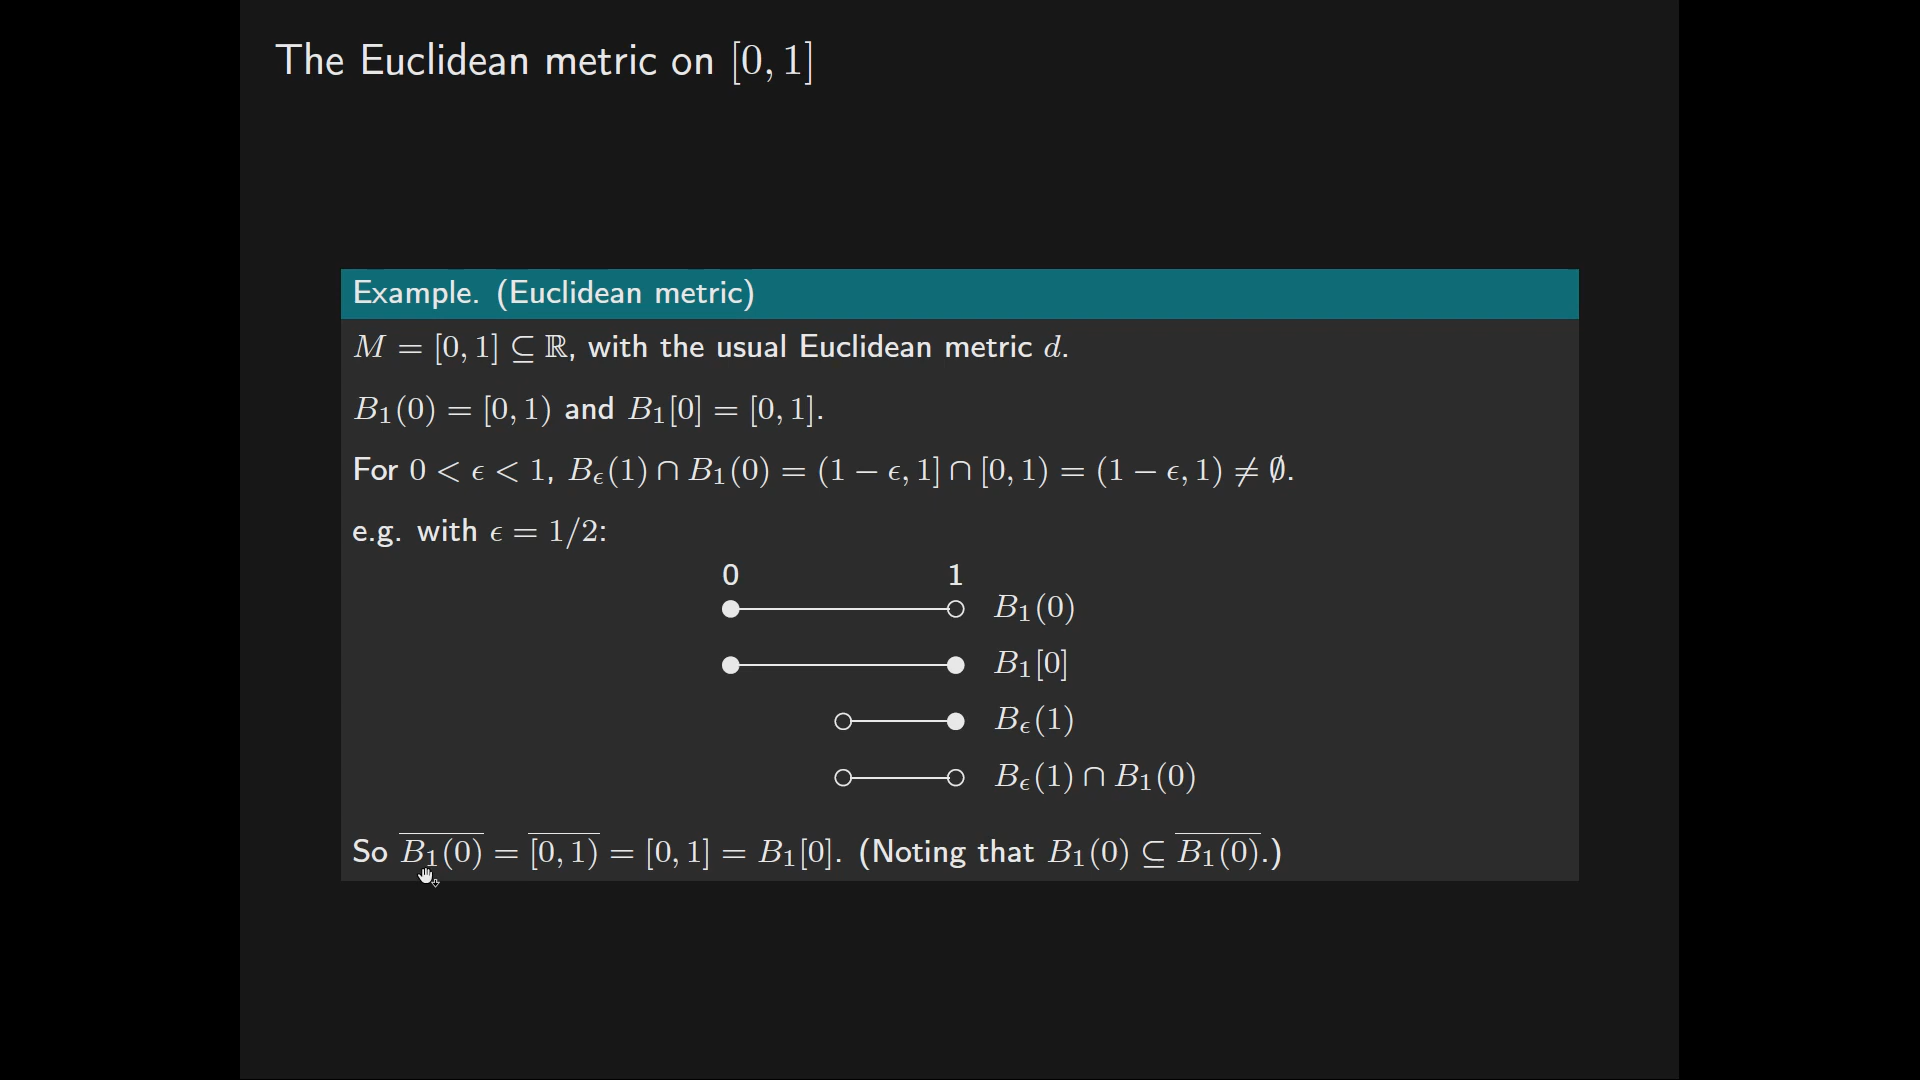 The Euclidean metric on [0, 1]
Example. (Euclidean metric)
M = [0, 1] ⊆ ℝ, with the usual Euclidean metric d.
B₁(0) = [0, 1) and B₁[0] = [0, 1].
For 0 < ϵ < 1, B_ϵ(1) ∩ B₁(0) = (1 − ϵ, 1] ∩ [0, 1) = (1 − ϵ, 1) ≠ ∅.
e.g. with ϵ = 1/2:
0 1
B₁(0)
B₁[0]
B_ϵ(1)
B_ϵ(1) ∩ B₁(0)
So \overline{B₁(0)} = \overline{[0, 1)} = [0, 1] = B₁[0]. (Noting that B₁(0) ⊆ \overline{B₁(0)}.)